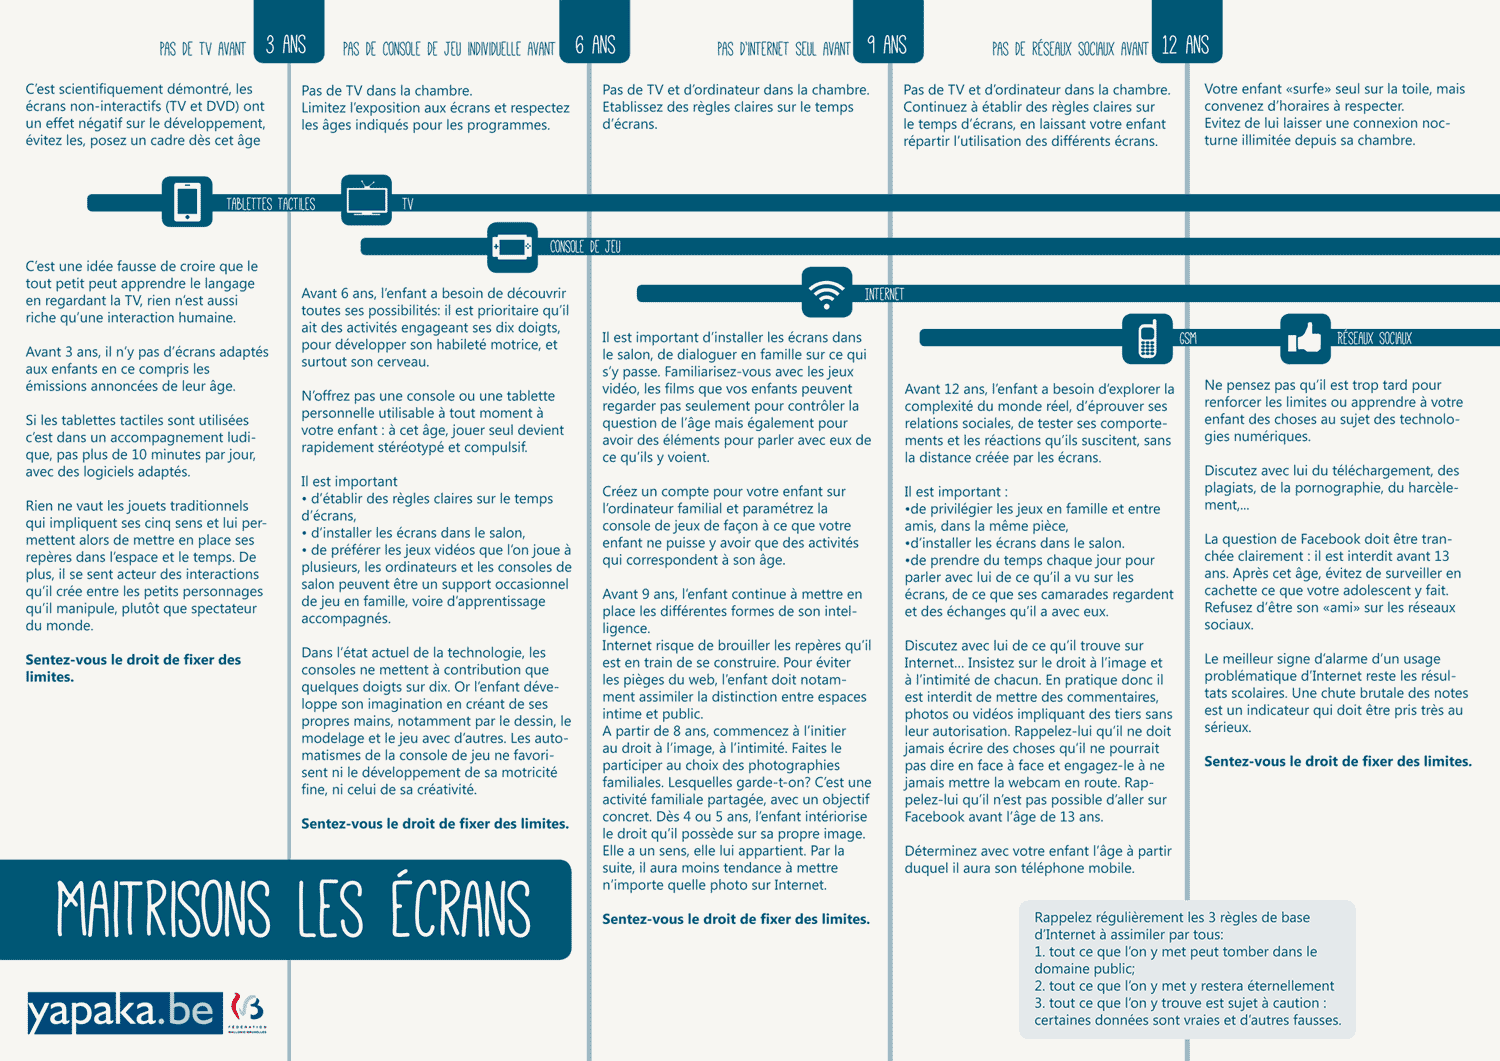 PAS DE TV AVANT 3 ANS
PAS DE CONSOLE DE JEU INDIVIDUELLE AVANT 6 ANS
PAS D'INTERNET SEUL AVANT 9 ANS
PAS DE RÉSEAUX SOCIAUX AVANT 12 ANS
C'est scientifiquement démontré, les
écrans non-interactifs (TV et DVD) ont
un effet négatif sur le développement,
évitez les, posez un cadre dès cet âge
Pas de TV dans la chambre.
Limitez l'exposition aux écrans et respectez
les âges indiqués pour les programmes.
Pas de TV et d'ordinateur dans la chambre.
Etablissez des règles claires sur le temps
d'écrans.
Pas de TV et d'ordinateur dans la chambre.
Continuez à établir des règles claires sur
le temps d'écrans, en laissant votre enfant
répartir l'utilisation des différents écrans.
Votre enfant «surfe» seul sur la toile, mais
convenez d'horaires à respecter.
Evitez de lui laisser une connexion noc-
turne illimitée depuis sa chambre.
TABLETTES TACTILES
TV
CONSOLE DE JEU
INTERNET
GSM
RÉSEAUX SOCIAUX
C'est une idée fausse de croire que le
tout petit peut apprendre le langage
en regardant la TV, rien n'est aussi
riche qu'une interaction humaine.
Avant 3 ans, il n'y pas d'écrans adaptés
aux enfants en ce compris les
émissions annoncées de leur âge.
Si les tablettes tactiles sont utilisées
c'est dans un accompagnement ludi-
que, pas plus de 10 minutes par jour,
avec des logiciels adaptés.
Rien ne vaut les jouets traditionnels
qui impliquent ses cinq sens et lui per-
mettent alors de mettre en place ses
repères dans l'espace et le temps. De
plus, il se sent acteur des interactions
qu'il crée entre les petits personnages
qu'il manipule, plutôt que spectateur
du monde.
Sentez-vous le droit de fixer des
limites.
Avant 6 ans, l'enfant a besoin de découvrir
toutes ses possibilités: il est prioritaire qu'il
ait des activités engageant ses dix doigts,
pour développer son habileté motrice, et
surtout son cerveau.
N'offrez pas une console ou une tablette
personnelle utilisable à tout moment à
votre enfant : à cet âge, jouer seul devient
rapidement stéréotypé et compulsif.
Il est important
• d'établir des règles claires sur le temps
d'écrans,
• d'installer les écrans dans le salon,
• de préférer les jeux vidéos que l'on joue à
plusieurs, les ordinateurs et les consoles de
salon peuvent être un support occasionnel
de jeu en famille, voire d'apprentissage
accompagnés.
Dans l'état actuel de la technologie, les
consoles ne mettent à contribution que
quelques doigts sur dix. Or l'enfant déve-
loppe son imagination en créant de ses
propres mains, notamment par le dessin, le
modelage et le jeu avec d'autres. Les auto-
matismes de la console de jeu ne favori-
sent ni le développement de sa motricité
fine, ni celui de sa créativité.
Sentez-vous le droit de fixer des limites.
Il est important d'installer les écrans dans
le salon, de dialoguer en famille sur ce qui
s'y passe. Familiarisez-vous avec les jeux
vidéo, les films que vos enfants peuvent
regarder pas seulement pour contrôler la
question de l'âge mais également pour
avoir des éléments pour parler avec eux de
ce qu'ils y voient.
Créez un compte pour votre enfant sur
l'ordinateur familial et paramétrez la
console de jeux de façon à ce que votre
enfant ne puisse y avoir que des activités
qui correspondent à son âge.
Avant 9 ans, l'enfant continue à mettre en
place les différentes formes de son intel-
ligence.
Internet risque de brouiller les repères qu'il
est en train de se construire. Pour éviter
les pièges du web, l'enfant doit notam-
ment assimiler la distinction entre espaces
intime et public.
A partir de 8 ans, commencez à l'initier
au droit à l'image, à l'intimité. Faites le
participer au choix des photographies
familiales. Lesquelles garde-t-on? C'est une
activité familiale partagée, avec un objectif
concret. Dès 4 ou 5 ans, l'enfant intériorise
le droit qu'il possède sur sa propre image.
Elle a un sens, elle lui appartient. Par la
suite, il aura moins tendance à mettre
n'importe quelle photo sur Internet.
Sentez-vous le droit de fixer des limites.
Avant 12 ans, l'enfant a besoin d'explorer la
complexité du monde réel, d'éprouver ses
relations sociales, de tester ses comporte-
ments et les réactions qu'ils suscitent, sans
la distance créée par les écrans.
Il est important :
•de privilégier les jeux en famille et entre
amis, dans la même pièce,
•d'installer les écrans dans le salon.
•de prendre du temps chaque jour pour
parler avec lui de ce qu'il a vu sur les
écrans, de ce que ses camarades regardent
et des échanges qu'il a avec eux.
Discutez avec lui de ce qu'il trouve sur
Internet... Insistez sur le droit à l'image et
à l'intimité de chacun. En pratique donc il
est interdit de mettre des commentaires,
photos ou vidéos impliquant des tiers sans
leur autorisation. Rappelez-lui qu'il ne doit
jamais écrire des choses qu'il ne pourrait
pas dire en face à face et engagez-le à ne
jamais mettre la webcam en route. Rap-
pelez-lui qu'il n'est pas possible d'aller sur
Facebook avant l'âge de 13 ans.
Déterminez avec votre enfant l'âge à partir
duquel il aura son téléphone mobile.
Ne pensez pas qu'il est trop tard pour
renforcer les limites ou apprendre à votre
enfant des choses au sujet des technolo-
gies numériques.
Discutez avec lui du téléchargement, des
plagiats, de la pornographie, du harcèle-
ment,...
La question de Facebook doit être tran-
chée clairement : il est interdit avant 13
ans. Après cet âge, évitez de surveiller en
cachette ce que votre adolescent y fait.
Refusez d'être son «ami» sur les réseaux
sociaux.
Le meilleur signe d'alarme d'un usage
problématique d'Internet reste les résul-
tats scolaires. Une chute brutale des notes
est un indicateur qui doit être pris très au
sérieux.
Sentez-vous le droit de fixer des limites.
MAITRISONS LES ÉCRANS
Rappelez régulièrement les 3 règles de base
d'Internet à assimiler par tous:
1. tout ce que l'on y met peut tomber dans le
domaine public;
2. tout ce que l'on y met y restera éternellement
3. tout ce que l'on y trouve est sujet à caution :
certaines données sont vraies et d'autres fausses.
yapaka.be
FÉDÉRATION
WALLONIE-BRUXELLES